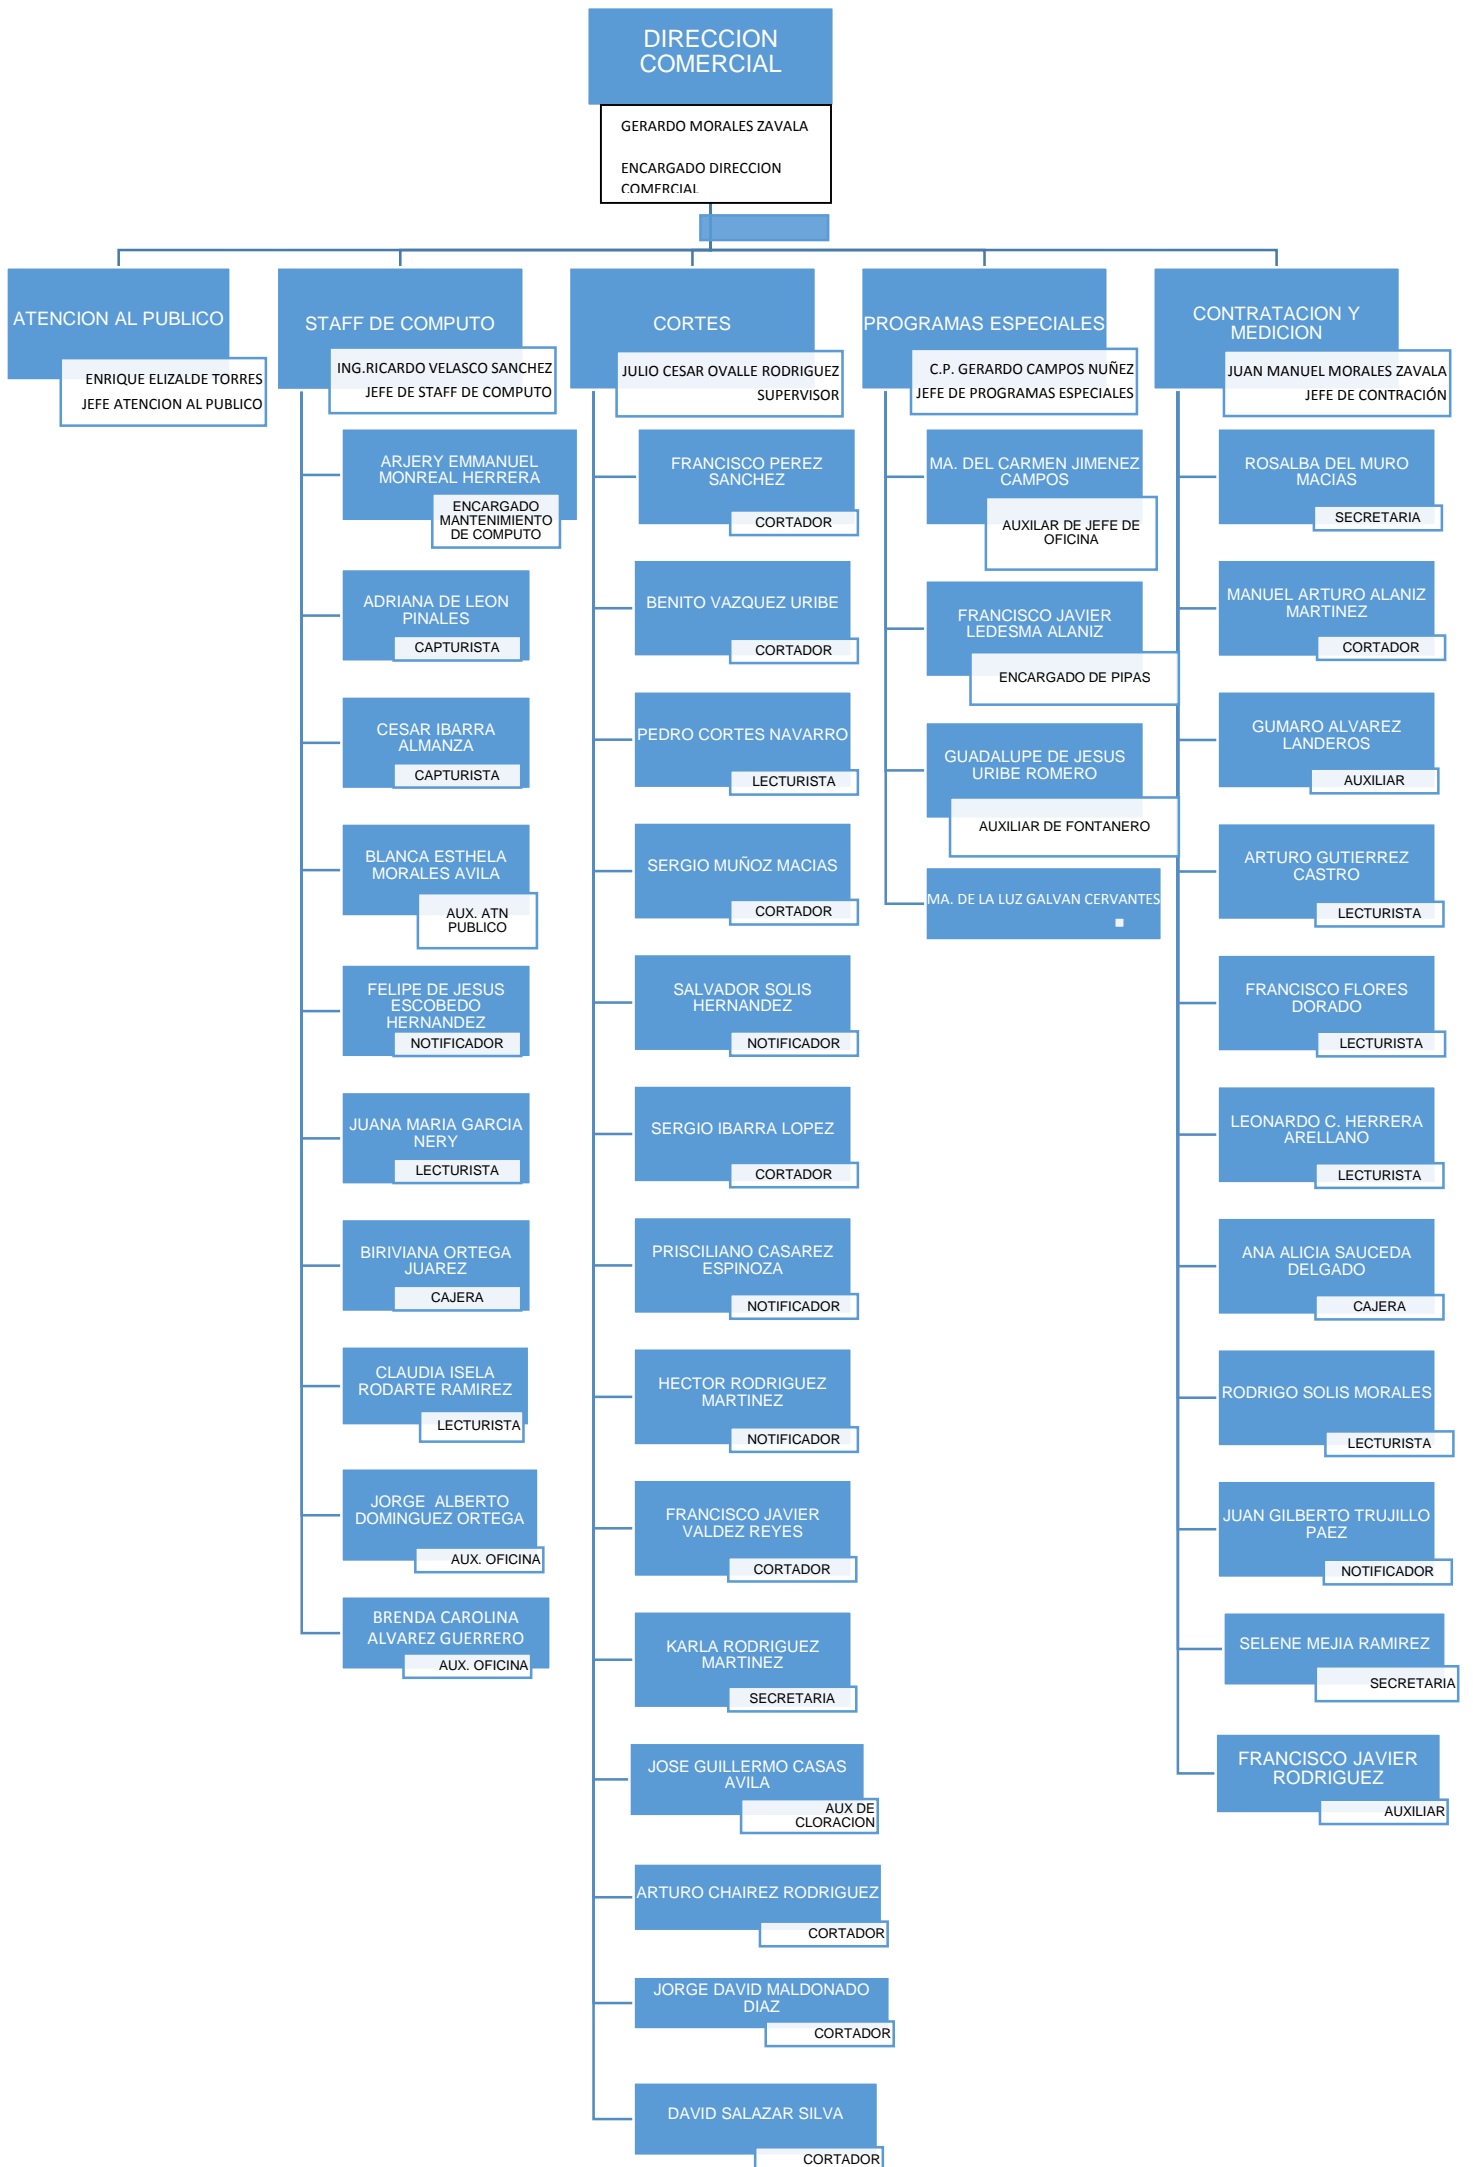 DIRECCION
COMERCIAL
GERARDO MORALES ZAVALA
ENCARGADO DIRECCION
COMERCIAL
ATENCION AL PUBLICO
ENRIQUE ELIZALDE TORRES
JEFE ATENCION AL PUBLICO
STAFF DE COMPUTO
ING.RICARDO VELASCO SANCHEZ
JEFE DE STAFF DE COMPUTO
ARJERY EMMANUEL
MONREAL HERRERA
ENCARGADO
MANTENIMIENTO
DE COMPUTO
ADRIANA DE LEON
PINALES
CAPTURISTA
CESAR IBARRA
ALMANZA
CAPTURISTA
BLANCA ESTHELA
MORALES AVILA
AUX. ATN
PUBLICO
FELIPE DE JESUS
ESCOBEDO
HERNANDEZ
NOTIFICADOR
JUANA MARIA GARCIA
NERY
LECTURISTA
BIRIVIANA ORTEGA
JUAREZ
CAJERA
CLAUDIA ISELA
RODARTE RAMIREZ
LECTURISTA
JORGE  ALBERTO
DOMINGUEZ ORTEGA
AUX. OFICINA
BRENDA CAROLINA
ALVAREZ GUERRERO
AUX. OFICINA
CORTES
JULIO CESAR OVALLE RODRIGUEZ
SUPERVISOR
FRANCISCO PEREZ
SANCHEZ
CORTADOR
BENITO VAZQUEZ URIBE
CORTADOR
PEDRO CORTES NAVARRO
LECTURISTA
SERGIO MUÑOZ MACIAS
CORTADOR
SALVADOR SOLIS
HERNANDEZ
NOTIFICADOR
SERGIO IBARRA LOPEZ
CORTADOR
PRISCILIANO CASAREZ
ESPINOZA
NOTIFICADOR
HECTOR RODRIGUEZ
MARTINEZ
NOTIFICADOR
FRANCISCO JAVIER
VALDEZ REYES
CORTADOR
KARLA RODRIGUEZ
MARTINEZ
SECRETARIA
JOSE GUILLERMO CASAS
AVILA
AUX DE
CLORACION
ARTURO CHAIREZ RODRIGUEZ
CORTADOR
JORGE DAVID MALDONADO
DIAZ
CORTADOR
DAVID SALAZAR SILVA
CORTADOR
PROGRAMAS ESPECIALES
C.P. GERARDO CAMPOS NUÑEZ
JEFE DE PROGRAMAS ESPECIALES
MA. DEL CARMEN JIMENEZ
CAMPOS
AUXILAR DE JEFE DE
OFICINA
FRANCISCO JAVIER
LEDESMA ALANIZ
ENCARGADO DE PIPAS
GUADALUPE DE JESUS
URIBE ROMERO
AUXILIAR DE FONTANERO
MA. DE LA LUZ GALVAN CERVANTES
CONTRATACION Y
MEDICION
JUAN MANUEL MORALES ZAVALA
JEFE DE CONTRACIÓN
ROSALBA DEL MURO
MACIAS
SECRETARIA
MANUEL ARTURO ALANIZ
MARTINEZ
CORTADOR
GUMARO ALVAREZ
LANDEROS
AUXILIAR
ARTURO GUTIERREZ
CASTRO
LECTURISTA
FRANCISCO FLORES
DORADO
LECTURISTA
LEONARDO C. HERRERA
ARELLANO
LECTURISTA
ANA ALICIA SAUCEDA
DELGADO
CAJERA
RODRIGO SOLIS MORALES
LECTURISTA
JUAN GILBERTO TRUJILLO
PAEZ
NOTIFICADOR
SELENE MEJIA RAMIREZ
SECRETARIA
FRANCISCO JAVIER
RODRIGUEZ
AUXILIAR